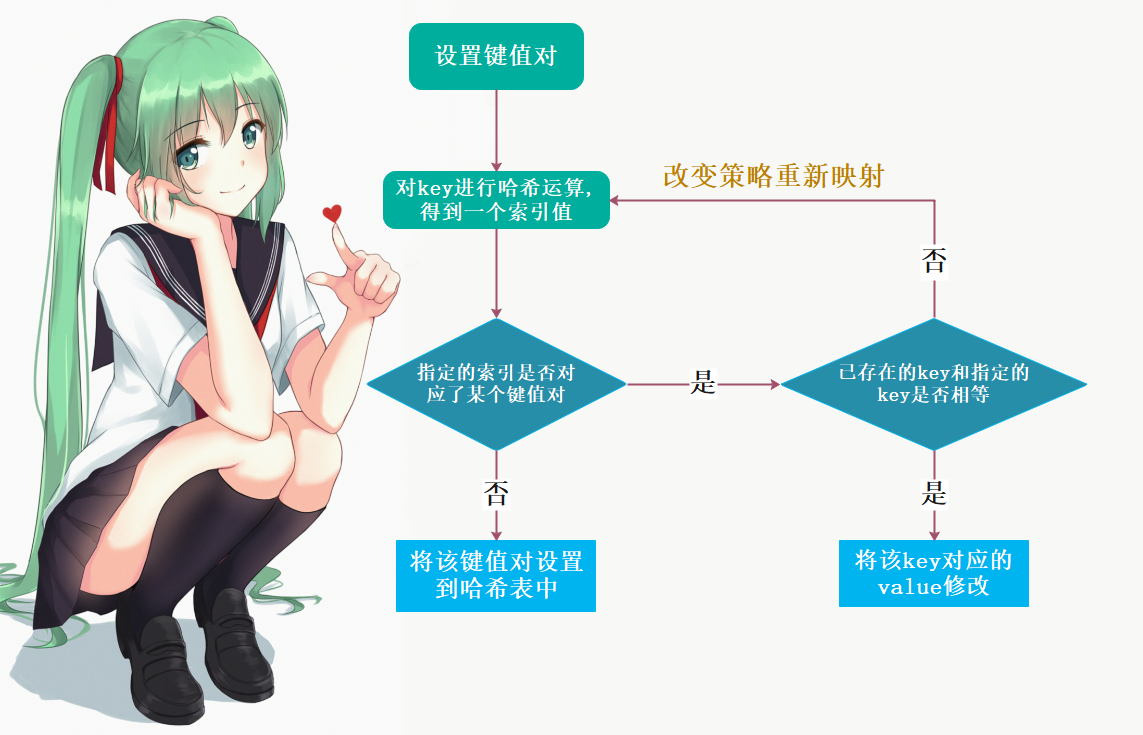 设置键值对
改变策略重新映射
对key进行哈希运算,
得到一个索引值
否
指定的索引是否对
应了某个键值对
是
已存在的key和指定的
key是否相等
否
是
将该键值对设置
到哈希表中
将该key对应的
value修改